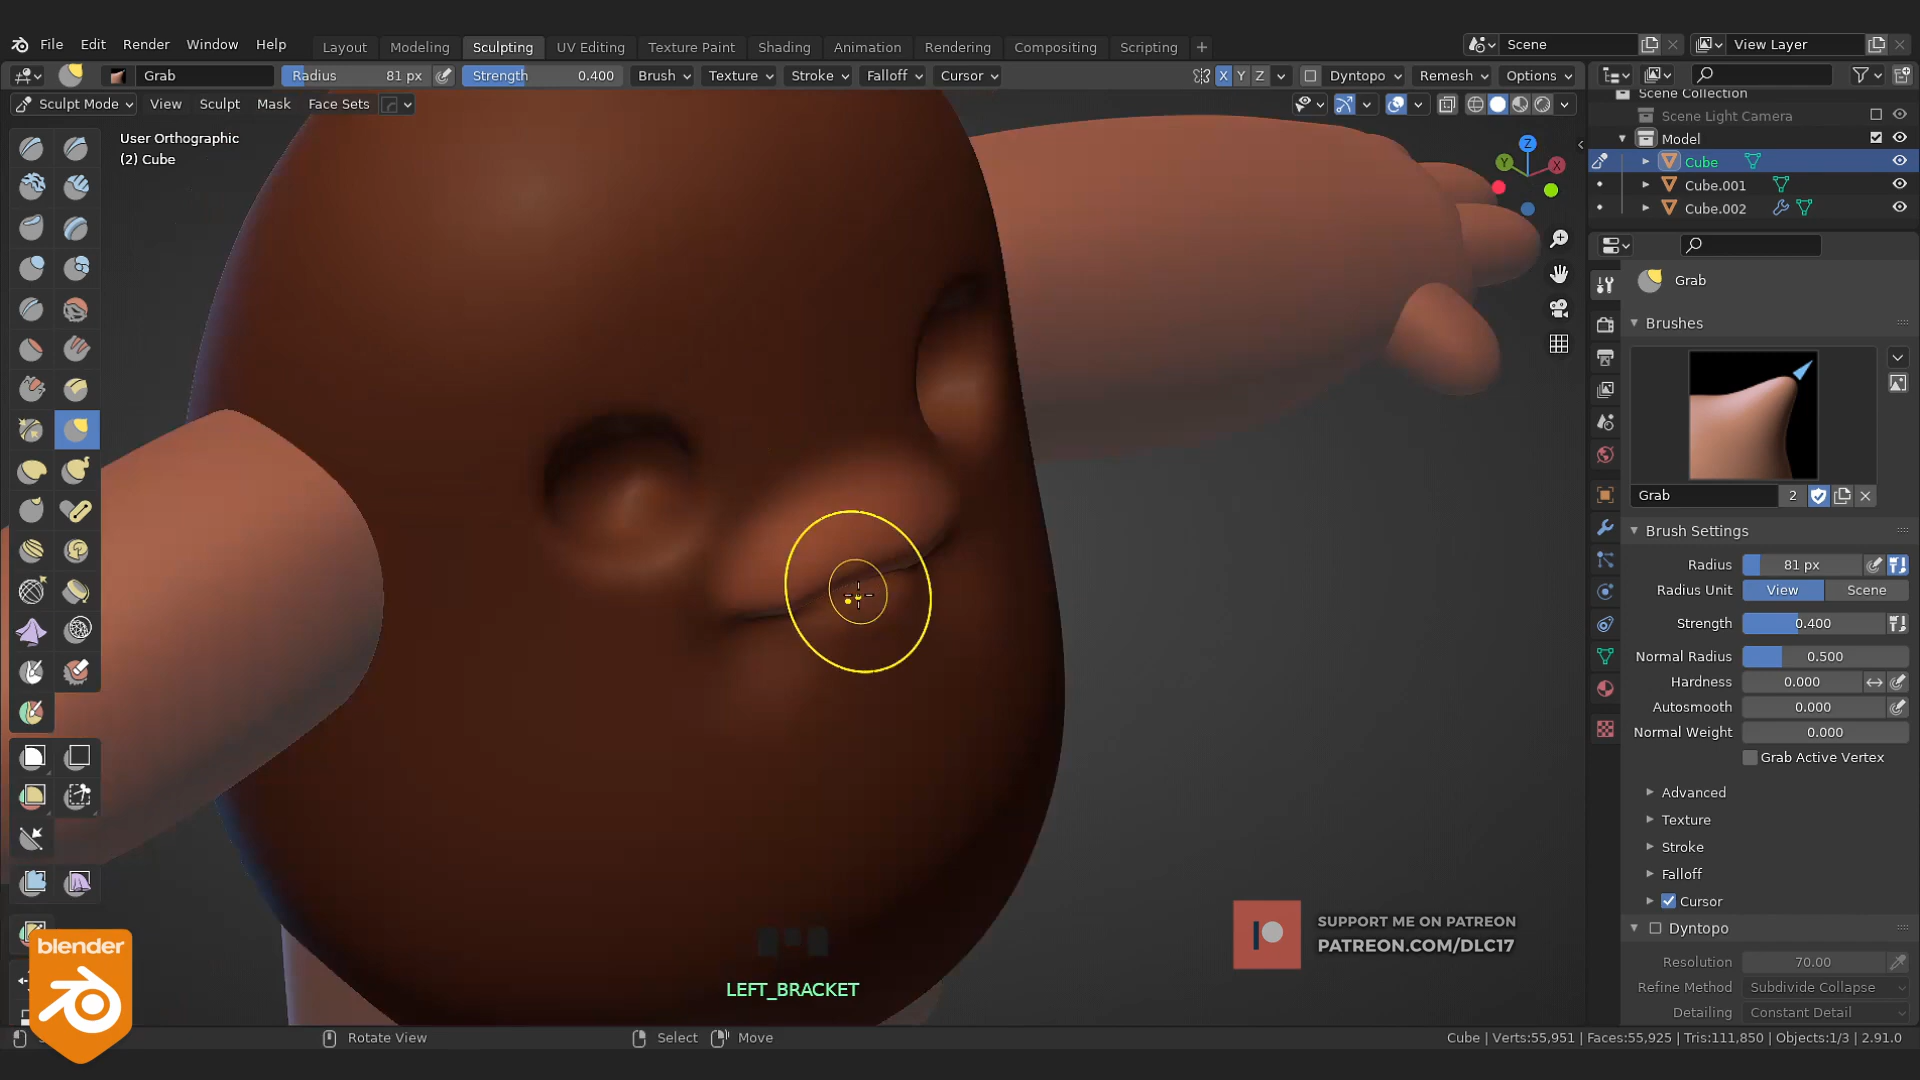 File Edit Render Window Help
Layout Modeling Sculpting UV Editing Texture Paint Shading Animation Rendering Compositing Scripting +
Scene
View Layer
Grab
Radius 81 px
Strength 0.400
Brush Texture Stroke Falloff Cursor
X Y Z
Dyntopo Remesh Options
Sculpt Mode View Sculpt Mask Face Sets
User Orthographic
(2) Cube
Z
Y
X
Scene Collection
Scene Light Camera
Model
Cube
Cube.001
Cube.002
Grab
Brushes
Grab 2
Brush Settings
Radius 81 px
Radius Unit View Scene
Strength 0.400
Normal Radius 0.500
Hardness 0.000
Autosmooth 0.000
Normal Weight 0.000
Grab Active Vertex
Advanced
Texture
Stroke
Falloff
Cursor
Dyntopo
Resolution 70.00
Refine Method Subdivide Collapse
Detailing Constant Detail
SUPPORT ME ON PATREON
PATREON.COM/DLC17
LEFT_BRACKET
blender
Rotate View
Select
Move
Cube | Verts:55,951 | Faces:55,925 | Tris:111,850 | Objects:1/3 | 2.91.0